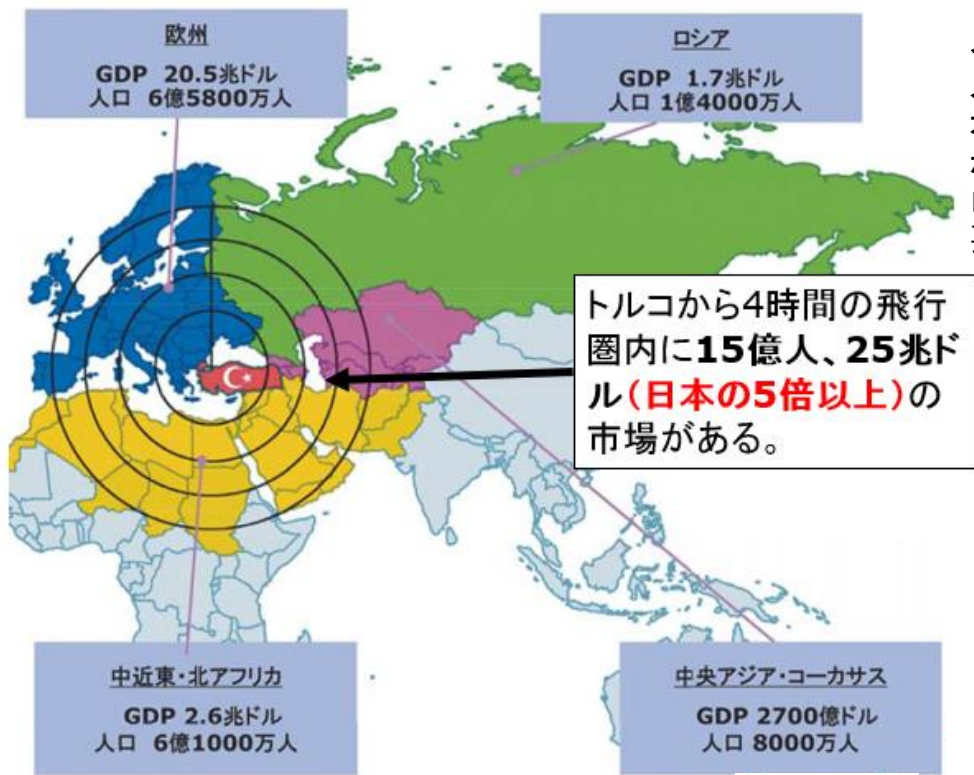 欧州
GDP 20.5兆ドル
人口 6億5800万人
ロシア
GDP 1.7兆ドル
人口 1億4000万人
トルコから4時間の飛行
圏内に15億人、25兆ド
ル(日本の5倍以上)の
市場がある。
中近東・北アフリカ
GDP 2.6兆ドル
人口 6億1000万人
中央アジア・コーカサス
GDP 2700億ドル
人口 8000万人